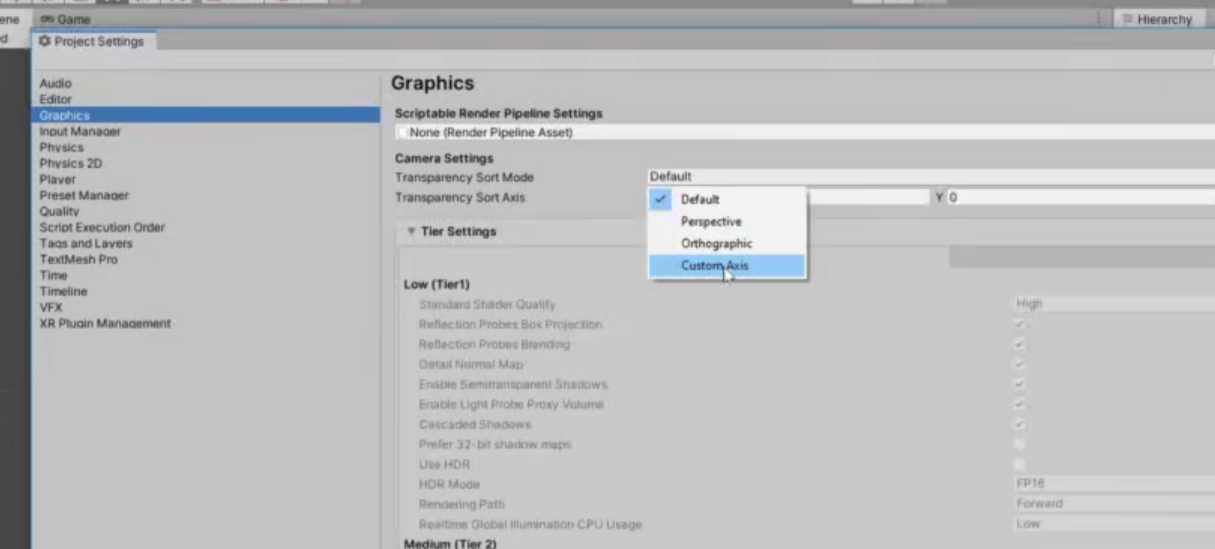 ene Game Hierarchy
d Project Settings
Audio
Editor
Graphics
Input Manager
Physics
Physics 2D
Player
Preset Manager
Quality
Script Execution Order
Tags and Layers
TextMesh Pro
Time
Timeline
VFX
XR Plugin Management
Graphics
Scriptable Render Pipeline Settings
None (Render Pipeline Asset)
Camera Settings
Transparency Sort Mode Default
Transparency Sort Axis Y 0
Default
Perspective
Orthographic
Custom Axis
Tier Settings
Low (Tier1)
Standard Shader Quality High
Reflection Probes Box Projection
Reflection Probes Blending
Detail Normal Map
Enable Semitransparent Shadows
Enable Light Probe Proxy Volume
Cascaded Shadows
Prefer 32-bit shadow maps
Use HDR
HDR Mode FP16
Rendering Path Forward
Realtime Global Illumination CPU Usage Low
Medium (Tier 2)